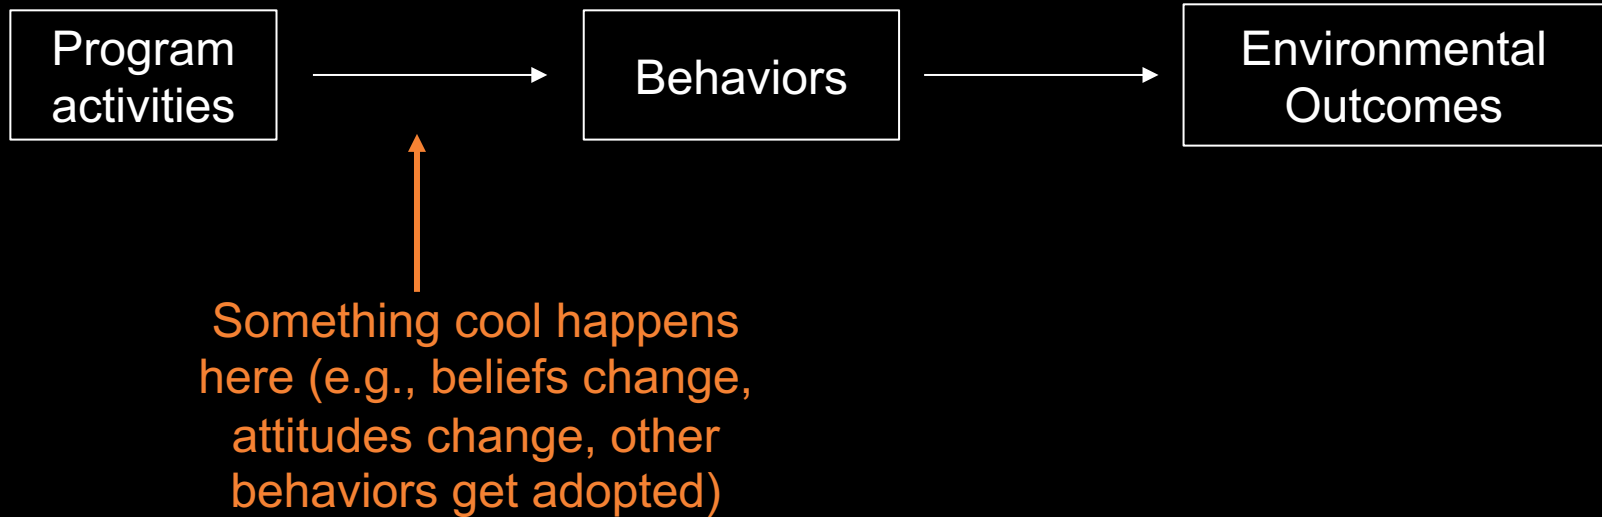 Program
activities
Behaviors
Environmental
Outcomes
Something cool happens
here (e.g., beliefs change,
attitudes change, other
behaviors get adopted)